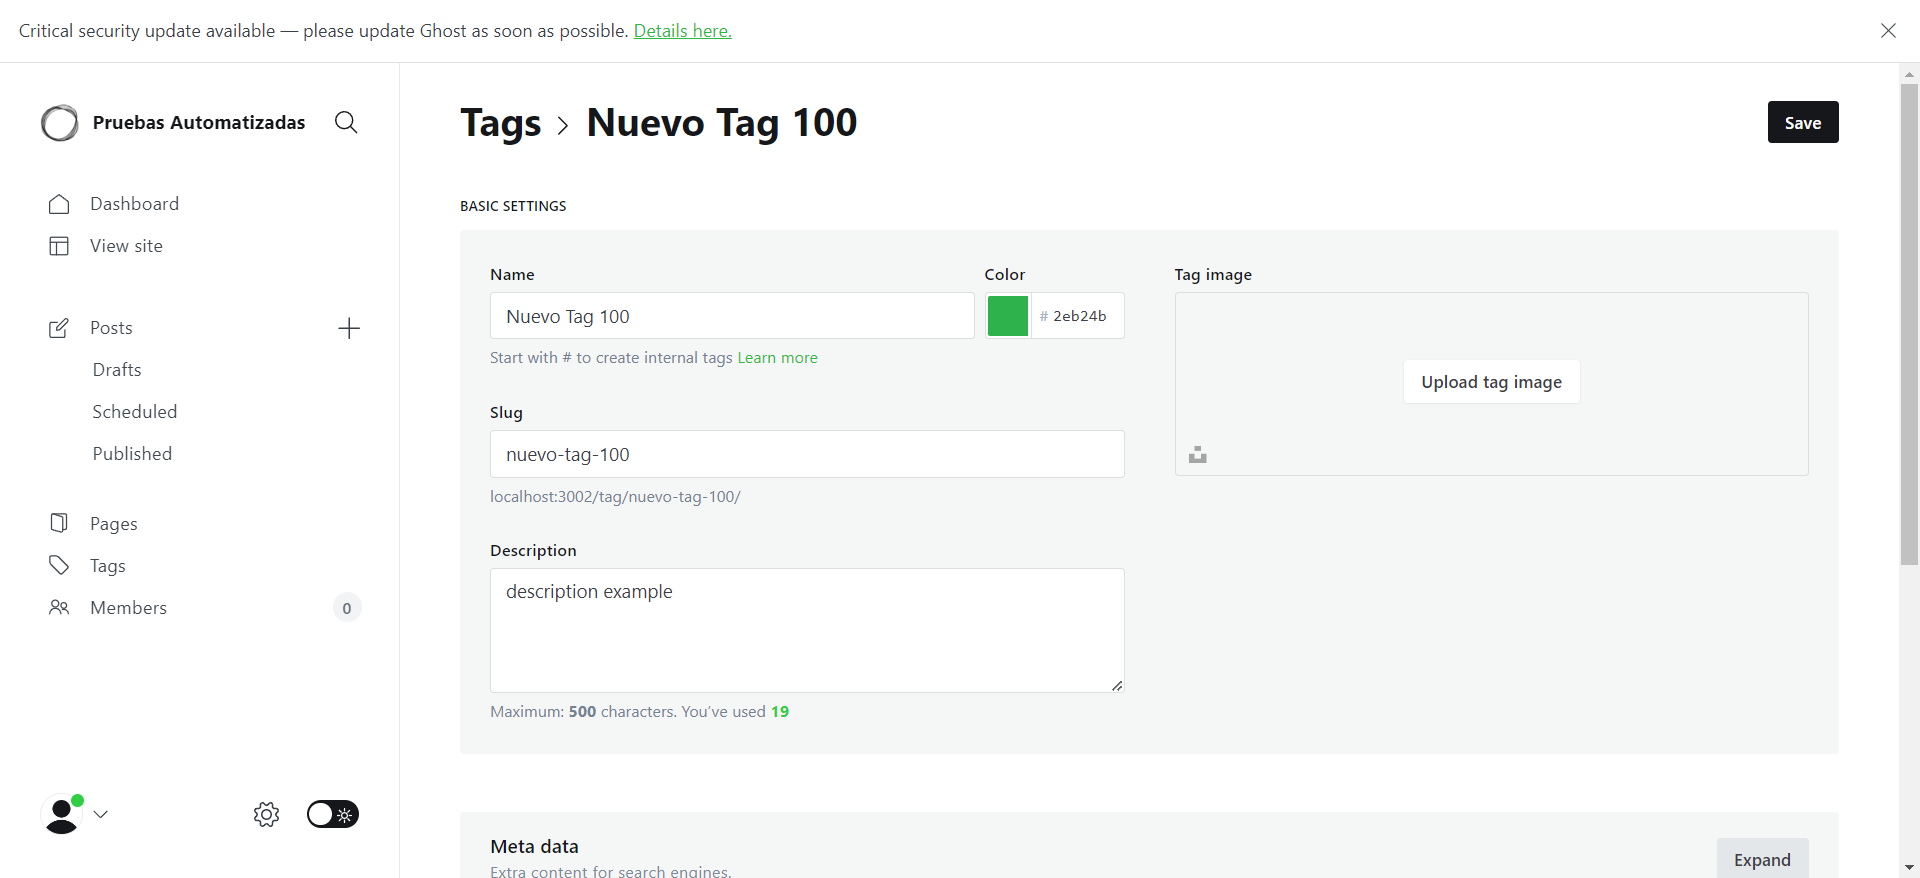 Critical security update available — please update Ghost as soon as possible. Details here.
Pruebas Automatizadas
Dashboard
View site
Posts
Drafts
Scheduled
Published
Pages
Tags
Members
0
Tags > Nuevo Tag 100
Save
BASIC SETTINGS
Name
Nuevo Tag 100
Color
# 2eb24b
Start with # to create internal tags Learn more
Slug
nuevo-tag-100
localhost:3002/tag/nuevo-tag-100/
Description
description example
Maximum: 500 characters. You’ve used 19
Tag image
Upload tag image
Meta data
Extra content for search engines.
Expand